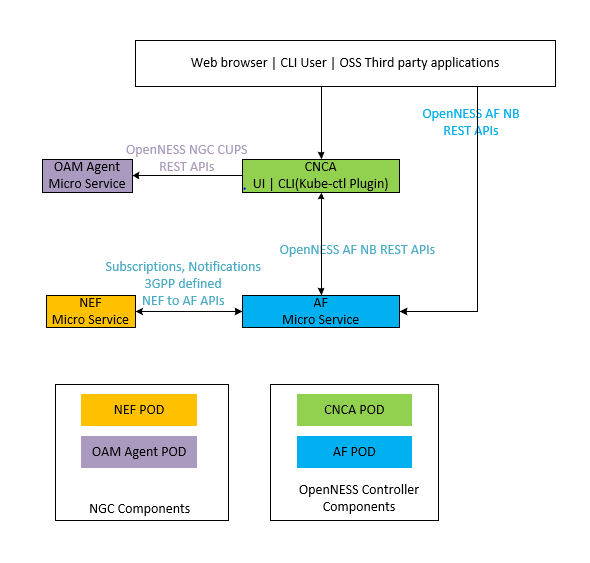 Web browser | CLI User | OSS Third party applications
OpenNESS AF NB
REST APIs
OpenNESS NGC CUPS
REST APIs
OAM Agent
Micro Service
CNCA
UI | CLI(Kube-ctl Plugin)
OpenNESS AF NB REST APIs
Subscriptions, Notifications
3GPP defined
NEF to AF APIs
NEF
Micro Service
AF
Micro Service
NEF POD
OAM Agent POD
NGC Components
CNCA POD
AF POD
OpenNESS Controller
Components